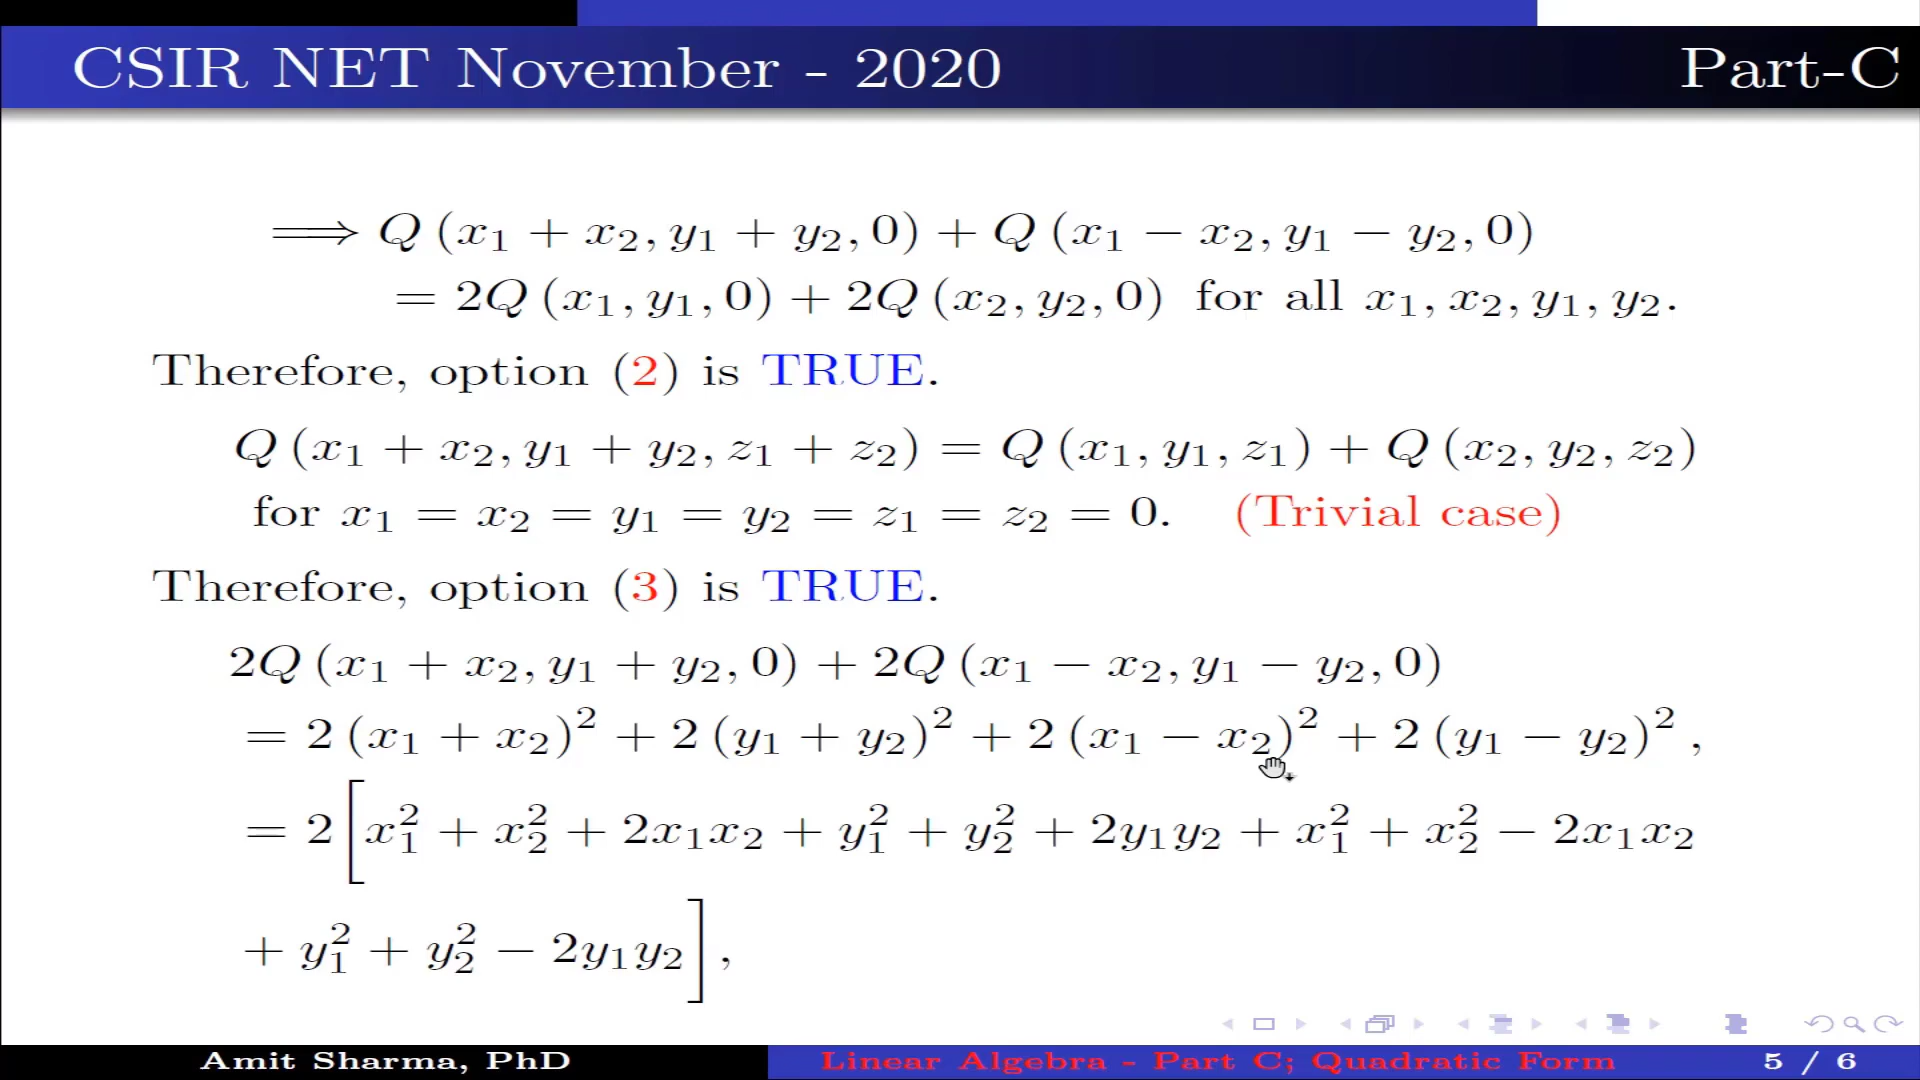 CSIR NET November - 2020 Part-C
⟹ Q (x₁ + x₂, y₁ + y₂, 0) + Q (x₁ − x₂, y₁ − y₂, 0)
= 2Q (x₁, y₁, 0) + 2Q (x₂, y₂, 0) for all x₁, x₂, y₁, y₂.
Therefore, option (2) is TRUE.
Q (x₁ + x₂, y₁ + y₂, z₁ + z₂) = Q (x₁, y₁, z₁) + Q (x₂, y₂, z₂)
for x₁ = x₂ = y₁ = y₂ = z₁ = z₂ = 0. (Trivial case)
Therefore, option (3) is TRUE.
2Q (x₁ + x₂, y₁ + y₂, 0) + 2Q (x₁ − x₂, y₁ − y₂, 0)
= 2 (x₁ + x₂)² + 2 (y₁ + y₂)² + 2 (x₁ − x₂)² + 2 (y₁ − y₂)² ,
= 2 [x₁² + x₂² + 2x₁x₂ + y₁² + y₂² + 2y₁y₂ + x₁² + x₂² − 2x₁x₂
+ y₁² + y₂² − 2y₁y₂] ,
Amit Sharma, PhD Linear Algebra - Part C; Quadratic Form 5 / 6